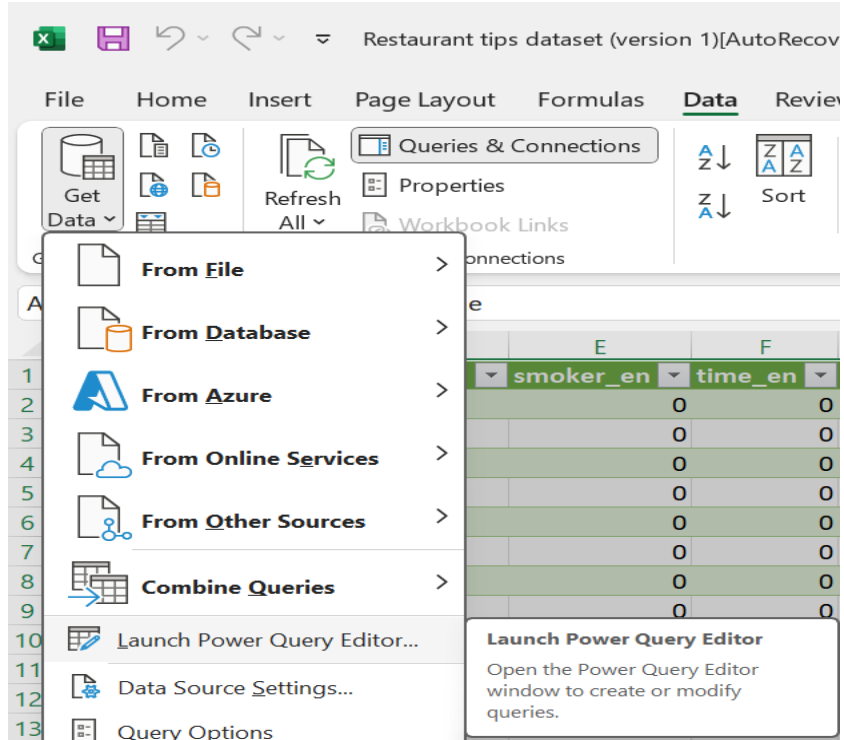 Restaurant tips dataset (version 1)[AutoRecov
File Home Insert Page Layout Formulas Data Review
Get
Data
Refresh
All
Queries & Connections
Properties
Workbook Links
onnections
Z A
A Z
Sort
A
Z
Z
A
G
A
e
From File
From Database
From Azure
From Online Services
From Other Sources
Combine Queries
Launch Power Query Editor...
Data Source Settings...
Query Options
Launch Power Query Editor
Open the Power Query Editor
window to create or modify
queries.
E F
1 smoker_en time_en
2 0 0
3 0 0
4 0 0
5 0 0
6 0 0
7 0 0
8 0 0
9 0 0
10
11
12
13